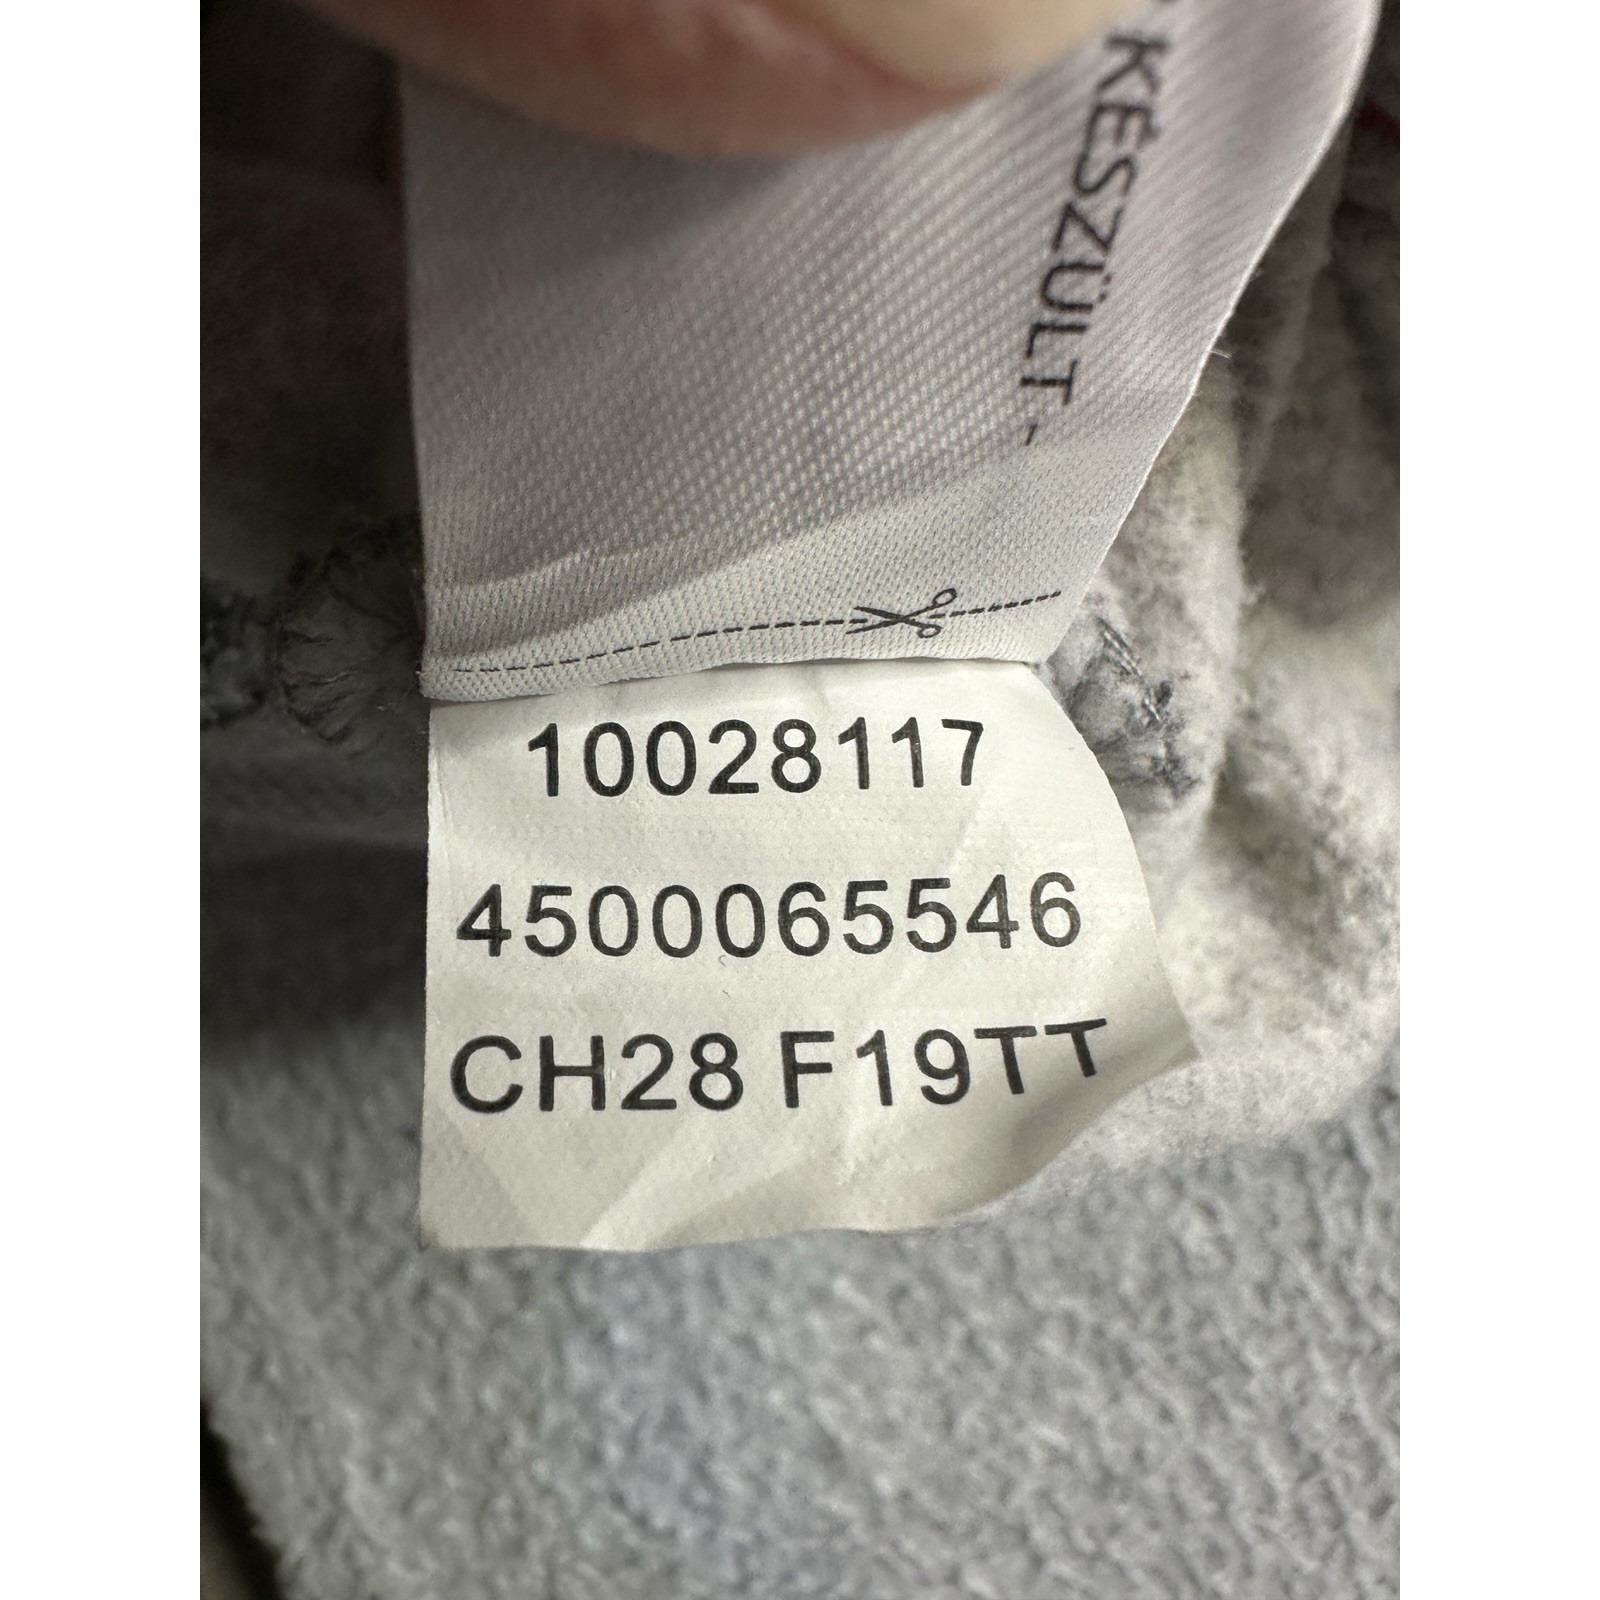 KÉSZÜLT -
10028117
4500065546
CH28 F19TT